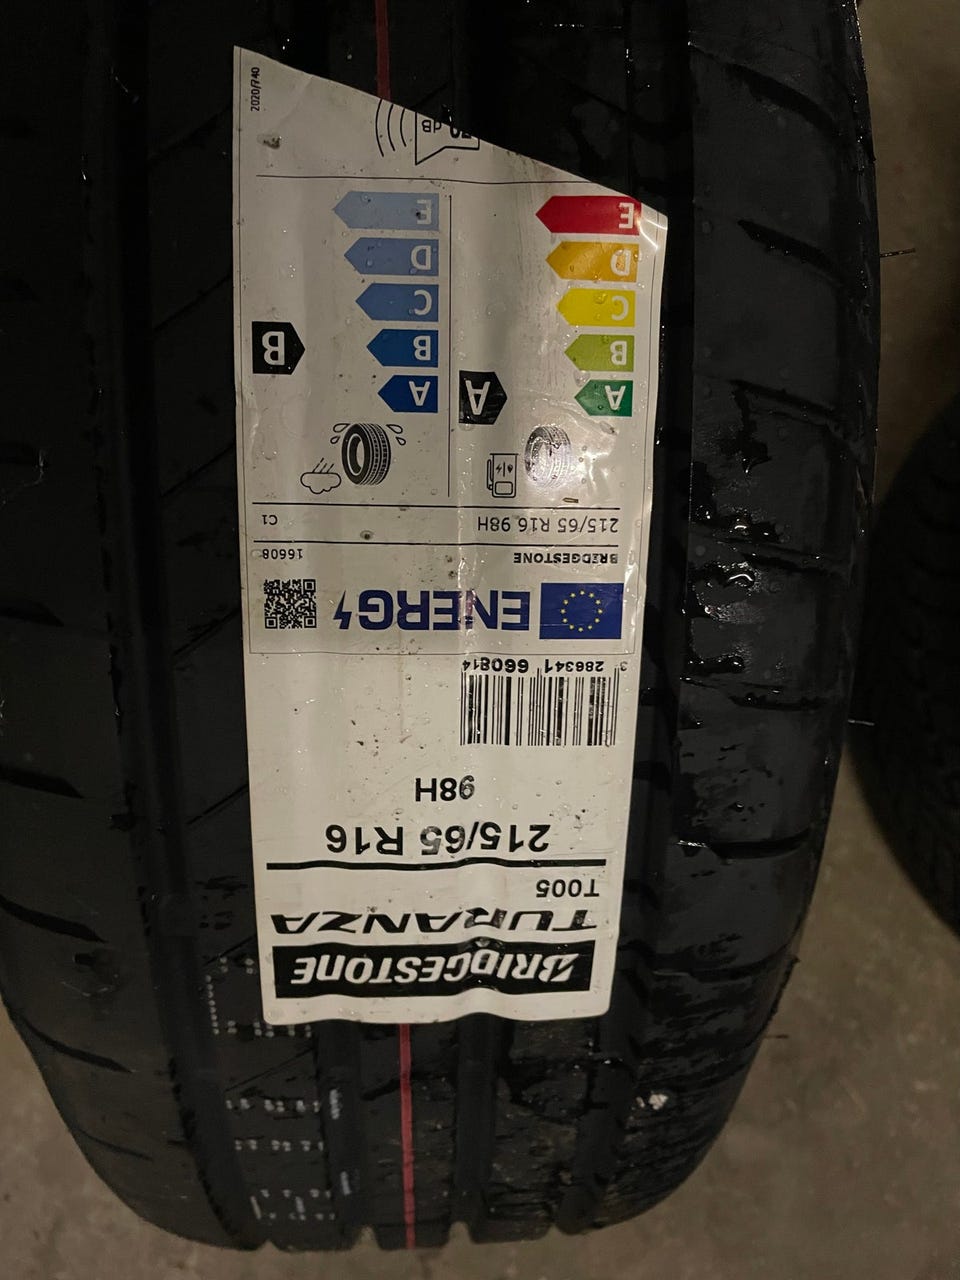 BRIDGESTONE
TURANZA
T005
215/65 R16
98H
3 286341 660814
ENERG
BRIDGESTONE 16608
215/65 R16 98H C1
A A
B
C
D
E
A
B B
C
D
E
dB
2020/740